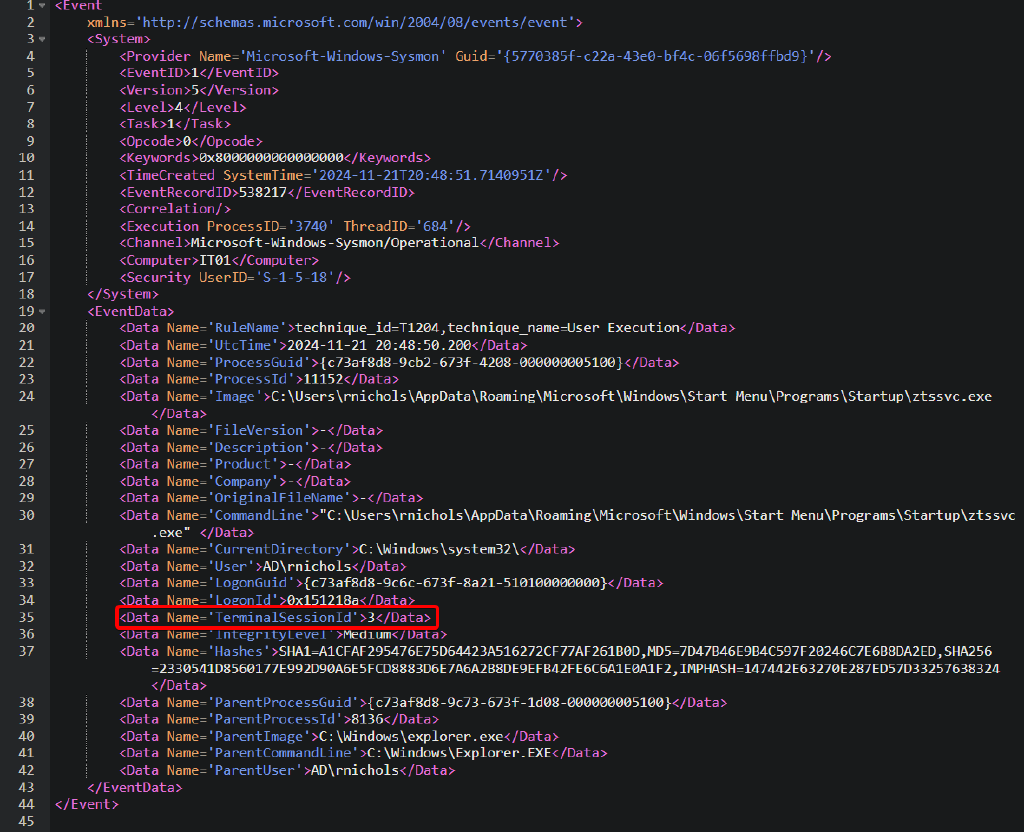 1 <Event
2 xmlns='http://schemas.microsoft.com/win/2004/08/events/event'>
3 <System>
4 <Provider Name='Microsoft-Windows-Sysmon' Guid='{5770385f-c22a-43e0-bf4c-06f5698ffbd9}'/>
5 <EventID>1</EventID>
6 <Version>5</Version>
7 <Level>4</Level>
8 <Task>1</Task>
9 <Opcode>0</Opcode>
10 <Keywords>0x8000000000000000</Keywords>
11 <TimeCreated SystemTime='2024-11-21T20:48:51.7140951Z'/>
12 <EventRecordID>538217</EventRecordID>
13 <Correlation/>
14 <Execution ProcessID='3740' ThreadID='684'/>
15 <Channel>Microsoft-Windows-Sysmon/Operational</Channel>
16 <Computer>IT01</Computer>
17 <Security UserID='S-1-5-18'/>
18 </System>
19 <EventData>
20 <Data Name='RuleName'>technique_id=T1204,technique_name=User Execution</Data>
21 <Data Name='UtcTime'>2024-11-21 20:48:50.200</Data>
22 <Data Name='ProcessGuid'>{c73af8d8-9cb2-673f-4208-000000005100}</Data>
23 <Data Name='ProcessId'>11152</Data>
24 <Data Name='Image'>C:\Users\rnichols\AppData\Roaming\Microsoft\Windows\Start Menu\Programs\Startup\ztssvc.exe
</Data>
25 <Data Name='FileVersion'>-</Data>
26 <Data Name='Description'>-</Data>
27 <Data Name='Product'>-</Data>
28 <Data Name='Company'>-</Data>
29 <Data Name='OriginalFileName'>-</Data>
30 <Data Name='CommandLine'>"C:\Users\rnichols\AppData\Roaming\Microsoft\Windows\Start Menu\Programs\Startup\ztssvc
.exe" </Data>
31 <Data Name='CurrentDirectory'>C:\Windows\system32\</Data>
32 <Data Name='User'>AD\rnichols</Data>
33 <Data Name='LogonGuid'>{c73af8d8-9c6c-673f-8a21-510100000000}</Data>
34 <Data Name='LogonId'>0x151218a</Data>
35 <Data Name='TerminalSessionId'>3</Data>
36 <Data Name='IntegrityLevel'>Medium</Data>
37 <Data Name='Hashes'>SHA1=A1CFAF295476E75D64423A516272CF77AF261B0D,MD5=7D47B46E9B4C597F20246C7E6B8DA2ED,SHA256
=2330541D8560177E992D90A6E5FCD8883D6E7A6A2B8DE9EFB42FE6C6A1E0A1F2,IMPHASH=147442E63270E287ED57D33257638324
</Data>
38 <Data Name='ParentProcessGuid'>{c73af8d8-9c73-673f-1d08-000000005100}</Data>
39 <Data Name='ParentProcessId'>8136</Data>
40 <Data Name='ParentImage'>C:\Windows\explorer.exe</Data>
41 <Data Name='ParentCommandLine'>C:\Windows\Explorer.EXE</Data>
42 <Data Name='ParentUser'>AD\rnichols</Data>
43 </EventData>
44 </Event>
45